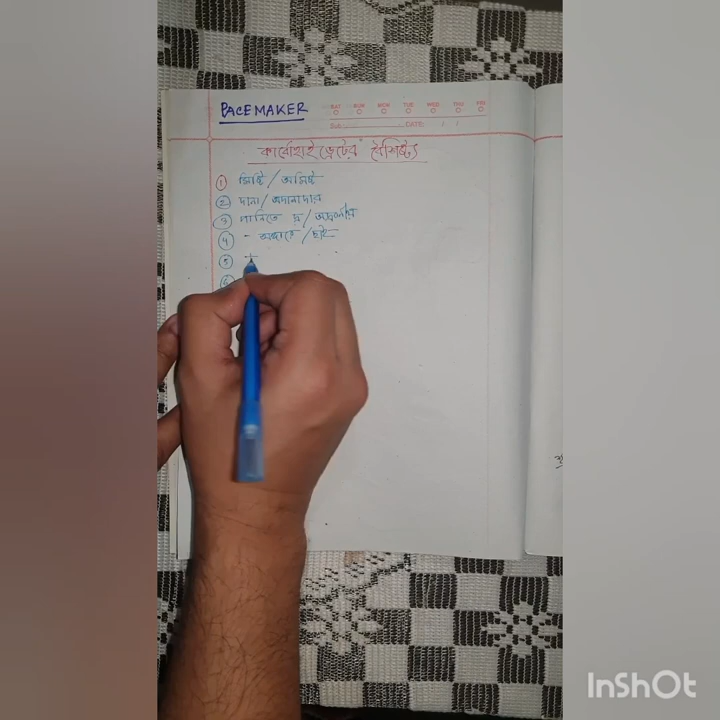 PACEMAKER
SAT SUN MON TUE WED THU FRI
DATE: / /
কার্বোহাইড্রেটের বৈশিষ্ট্য
① মিষ্টি / অমিষ্টি
② দানা / অদানাদার
③ পানিতে দ্র / অদ্রবণীয়
④ - / ছাই
⑤
⑥
InShOt